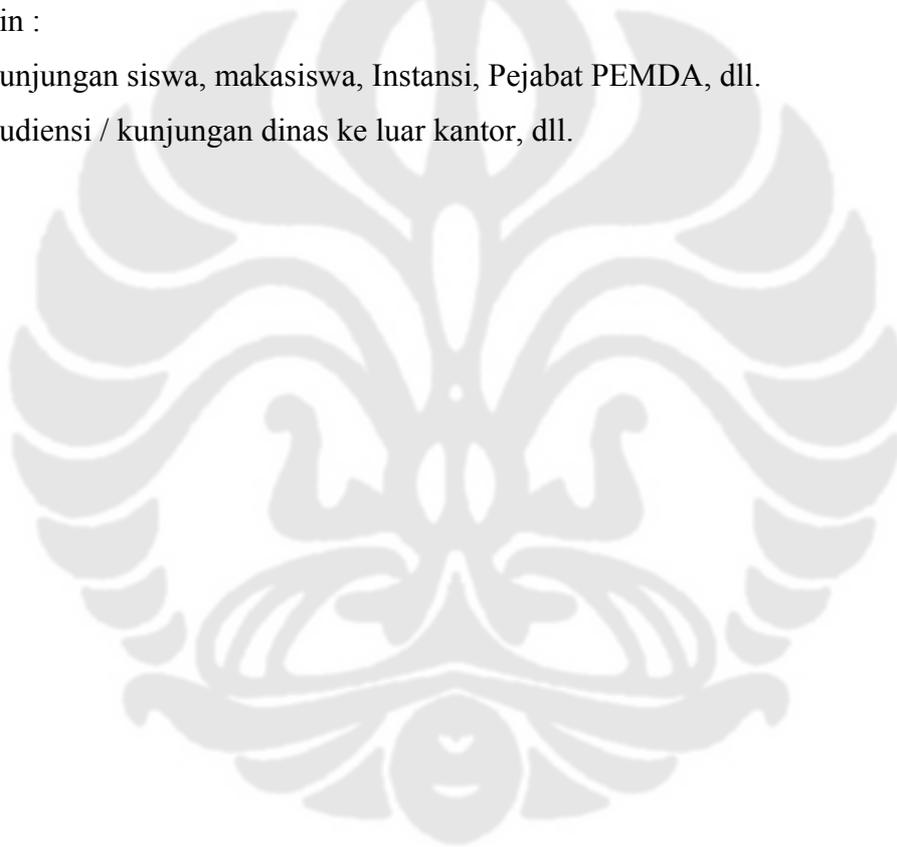 in :
unjungan siswa, makasiswa, Instansi, Pejabat PEMDA, dll.
udiensi / kunjungan dinas ke luar kantor, dll.